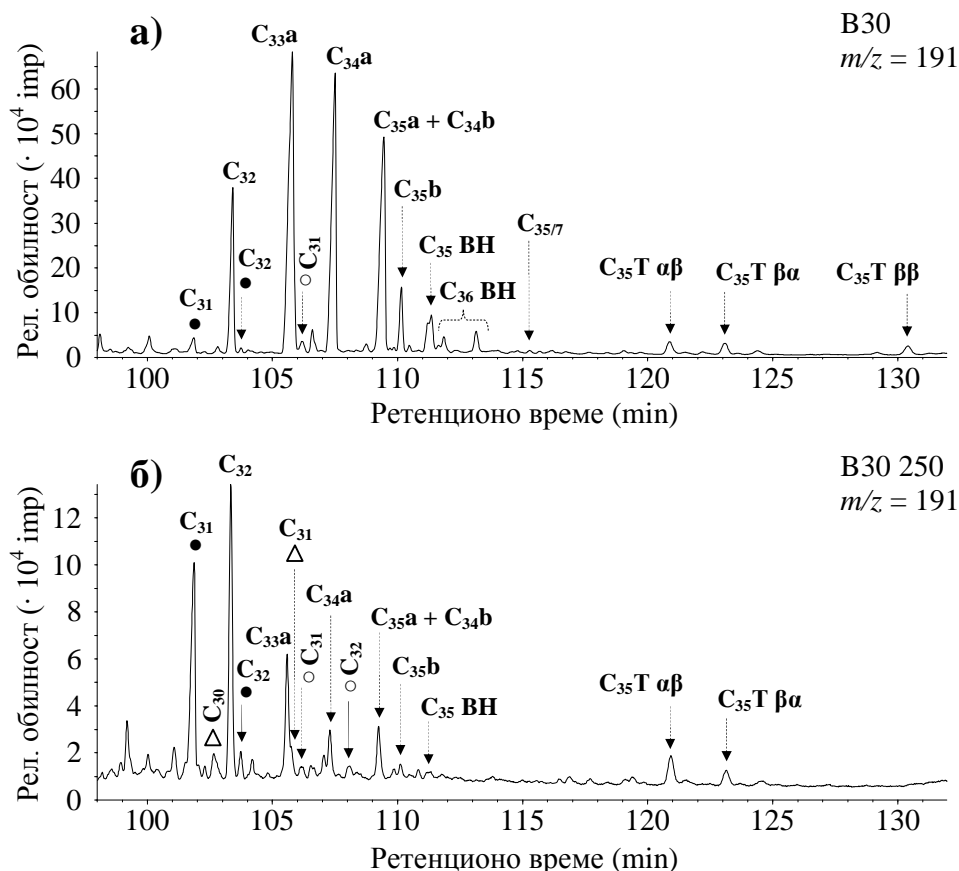 а)
B30
m/z = 191
Рел. обилност (· 10⁴ imp)
60
50
40
30
20
10
0
C₃₁
●
C₃₂
C₃₂
●
C₃₃a
○ C₃₁
C₃₄a
C₃₅a + C₃₄b
C₃₅b
C₃₅ BH
C₃₆ BH
C₃₅/₇
C₃₅T αβ
C₃₅T βα
C₃₅T ββ
100 105 110 115 120 125 130
Ретенционо време (min)
б)
B30 250
m/z = 191
Рел. обилност (· 10⁴ imp)
12
10
8
6
4
2
0
C₃₁
●
△ C₃₀
C₃₂
C₃₂
●
C₃₃a
C₃₁
△
○ C₃₁
C₃₄a
○ C₃₂
C₃₅a + C₃₄b
C₃₅b
C₃₅ BH
C₃₅T αβ
C₃₅T βα
100 105 110 115 120 125 130
Ретенционо време (min)